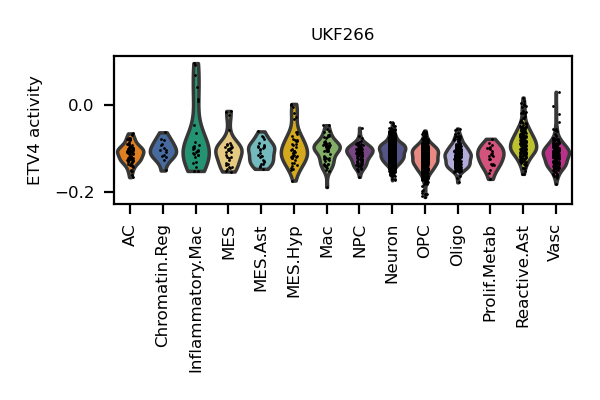 UKF266
ETV4 activity
0.0
−0.2
AC
Chromatin.Reg
Inflammatory.Mac
MES
MES.Ast
MES.Hyp
Mac
NPC
Neuron
OPC
Oligo
Prolif.Metab
Reactive.Ast
Vasc